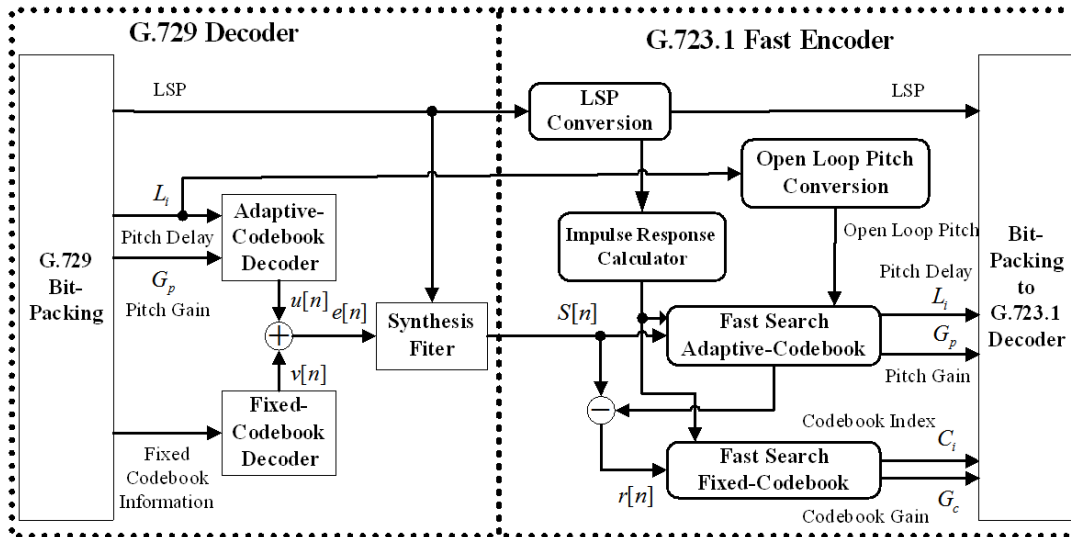 G.729 Decoder
G.723.1 Fast Encoder
LSP
LSP
Conversion
LSP
Open Loop Pitch
Conversion
L_i
Pitch Delay
Adaptive-
Codebook
Decoder
Impulse Response
Calculator
Open Loop Pitch
G.729
Bit-
Packing
G_p
Pitch Gain
u[n]
e[n]
+
v[n]
Synthesis
Fiter
S[n]
Fast Search
Adaptive-Codebook
Pitch Delay
L_i
G_p
Pitch Gain
Bit-
Packing
to
G.723.1
Decoder
−
Fixed-
Codebook
Decoder
Fixed
Codebook
Information
r[n]
Fast Search
Fixed-Codebook
Codebook Index
C_i
G_c
Codebook Gain